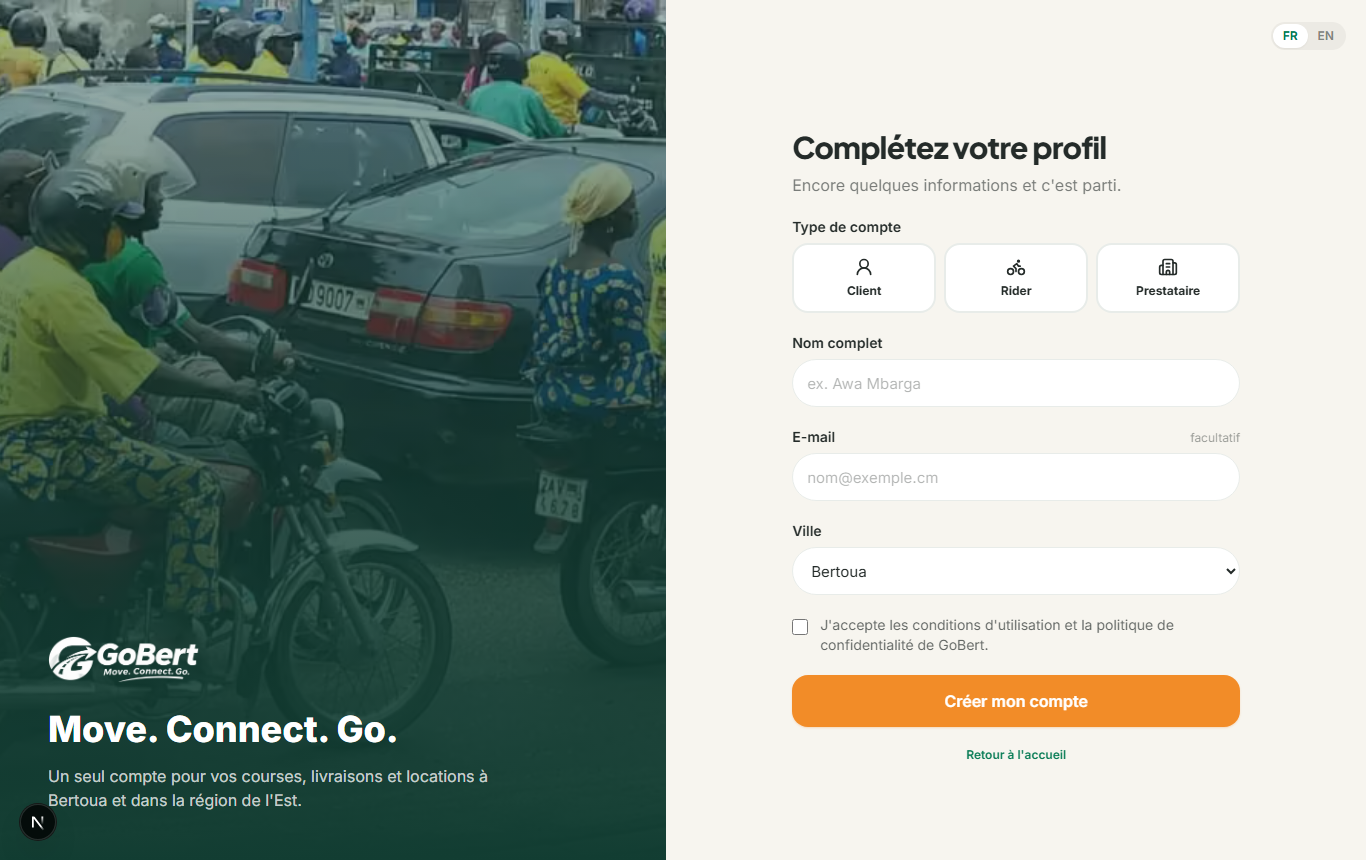 FR EN
Complétez votre profil
Encore quelques informations et c'est parti.
Type de compte
Client Rider Prestataire
Nom complet
ex. Awa Mbarga
E-mail facultatif
nom@exemple.cm
Ville
Bertoua
J'accepte les conditions d'utilisation et la politique de
confidentialité de GoBert.
Créer mon compte
Retour à l'accueil
9007
1678
GoBert
Move. Connect. Go.
Move. Connect. Go.
Un seul compte pour vos courses, livraisons et locations à
Bertoua et dans la région de l'Est.
N